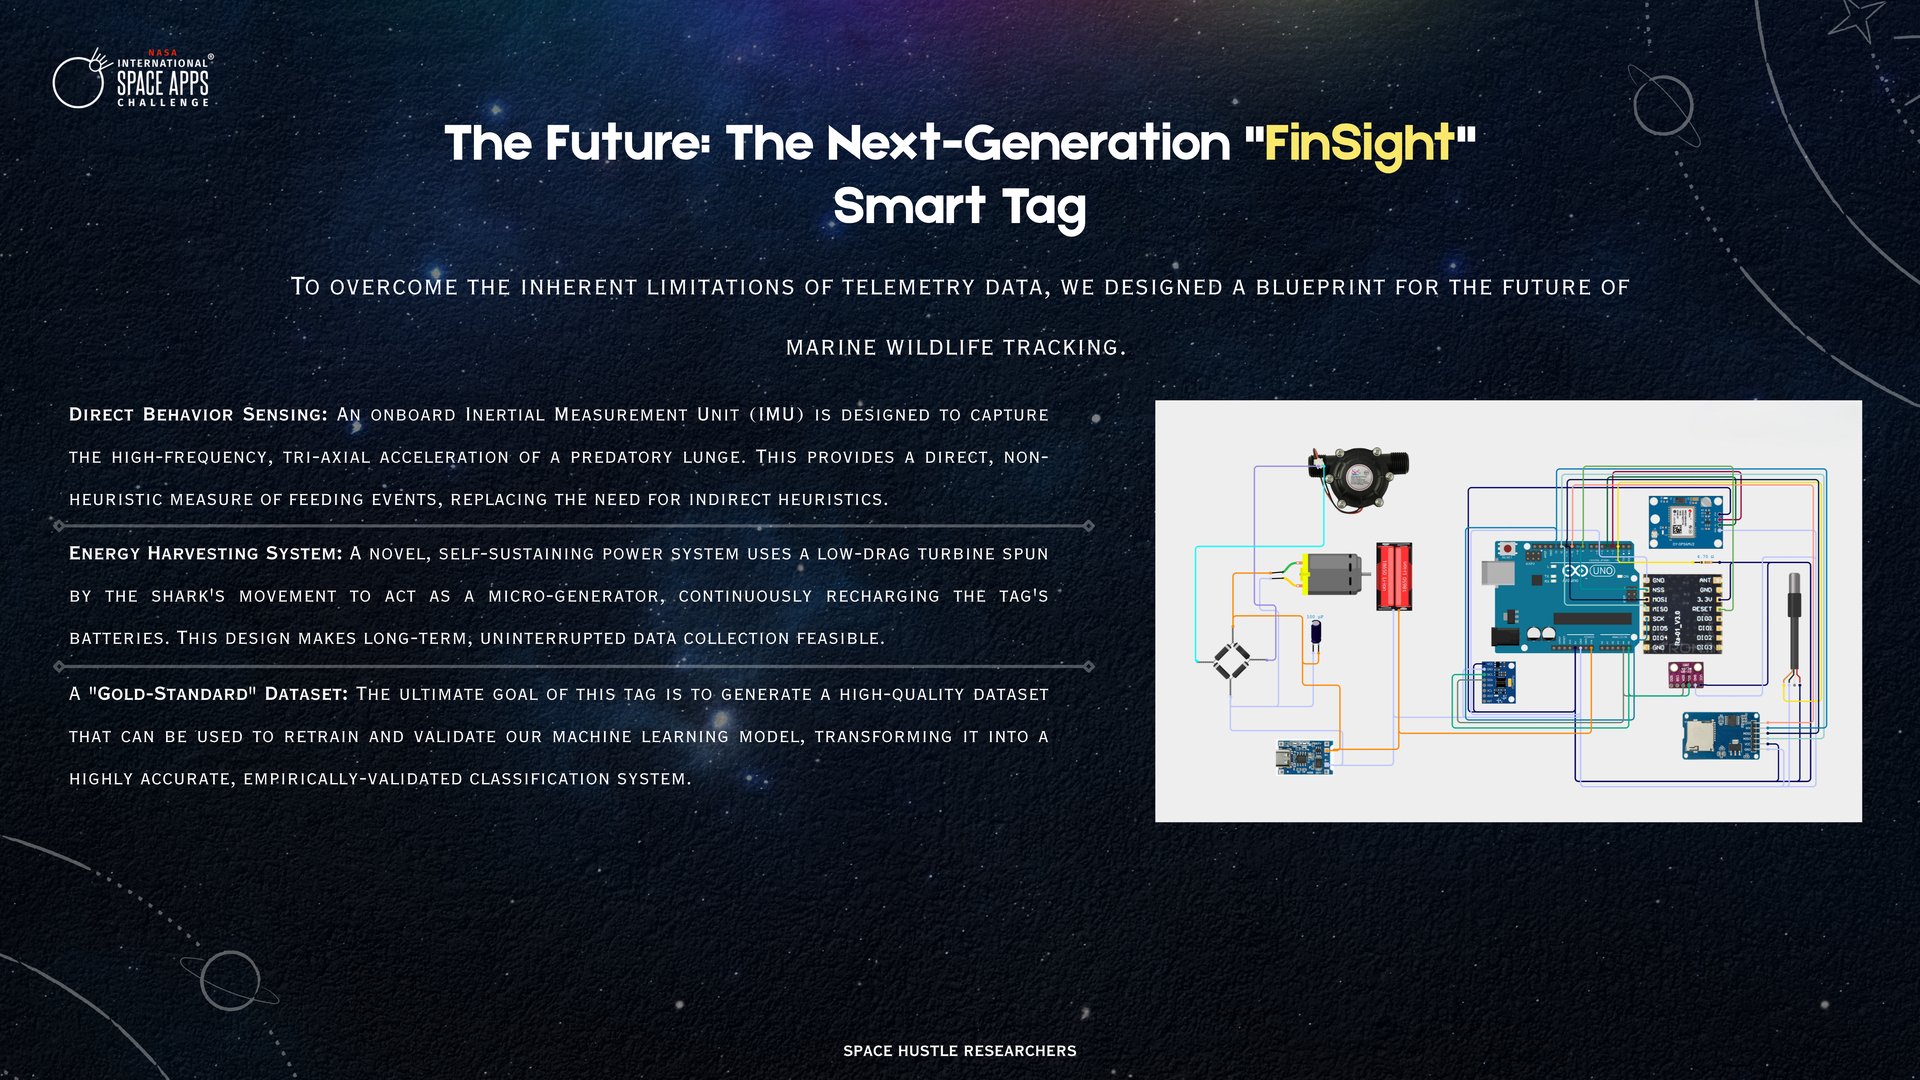 NASA
INTERNATIONAL
SPACE APPS
CHALLENGE
The Future: The Next-Generation "FinSight"
Smart Tag
To overcome the inherent limitations of telemetry data, we designed a blueprint for the future of
marine wildlife tracking.
Direct Behavior Sensing: An onboard Inertial Measurement Unit (IMU) is designed to capture
the high-frequency, tri-axial acceleration of a predatory lunge. This provides a direct, non-
heuristic measure of feeding events, replacing the need for indirect heuristics.
Energy Harvesting System: A novel, self-sustaining power system uses a low-drag turbine spun
by the shark's movement to act as a micro-generator, continuously recharging the tag's
batteries. This design makes long-term, uninterrupted data collection feasible.
A "Gold-Standard" Dataset: The ultimate goal of this tag is to generate a high-quality dataset
that can be used to retrain and validate our machine learning model, transforming it into a
highly accurate, empirically-validated classification system.
UNO
GND ANT
NSS GND
MOSI 3.3V
MISO RESET
SCK DIO0
DIO5 DIO1
DIO4 DIO2
GND DIO3
Ra-01_V3.0
SPACE HUSTLE RESEARCHERS